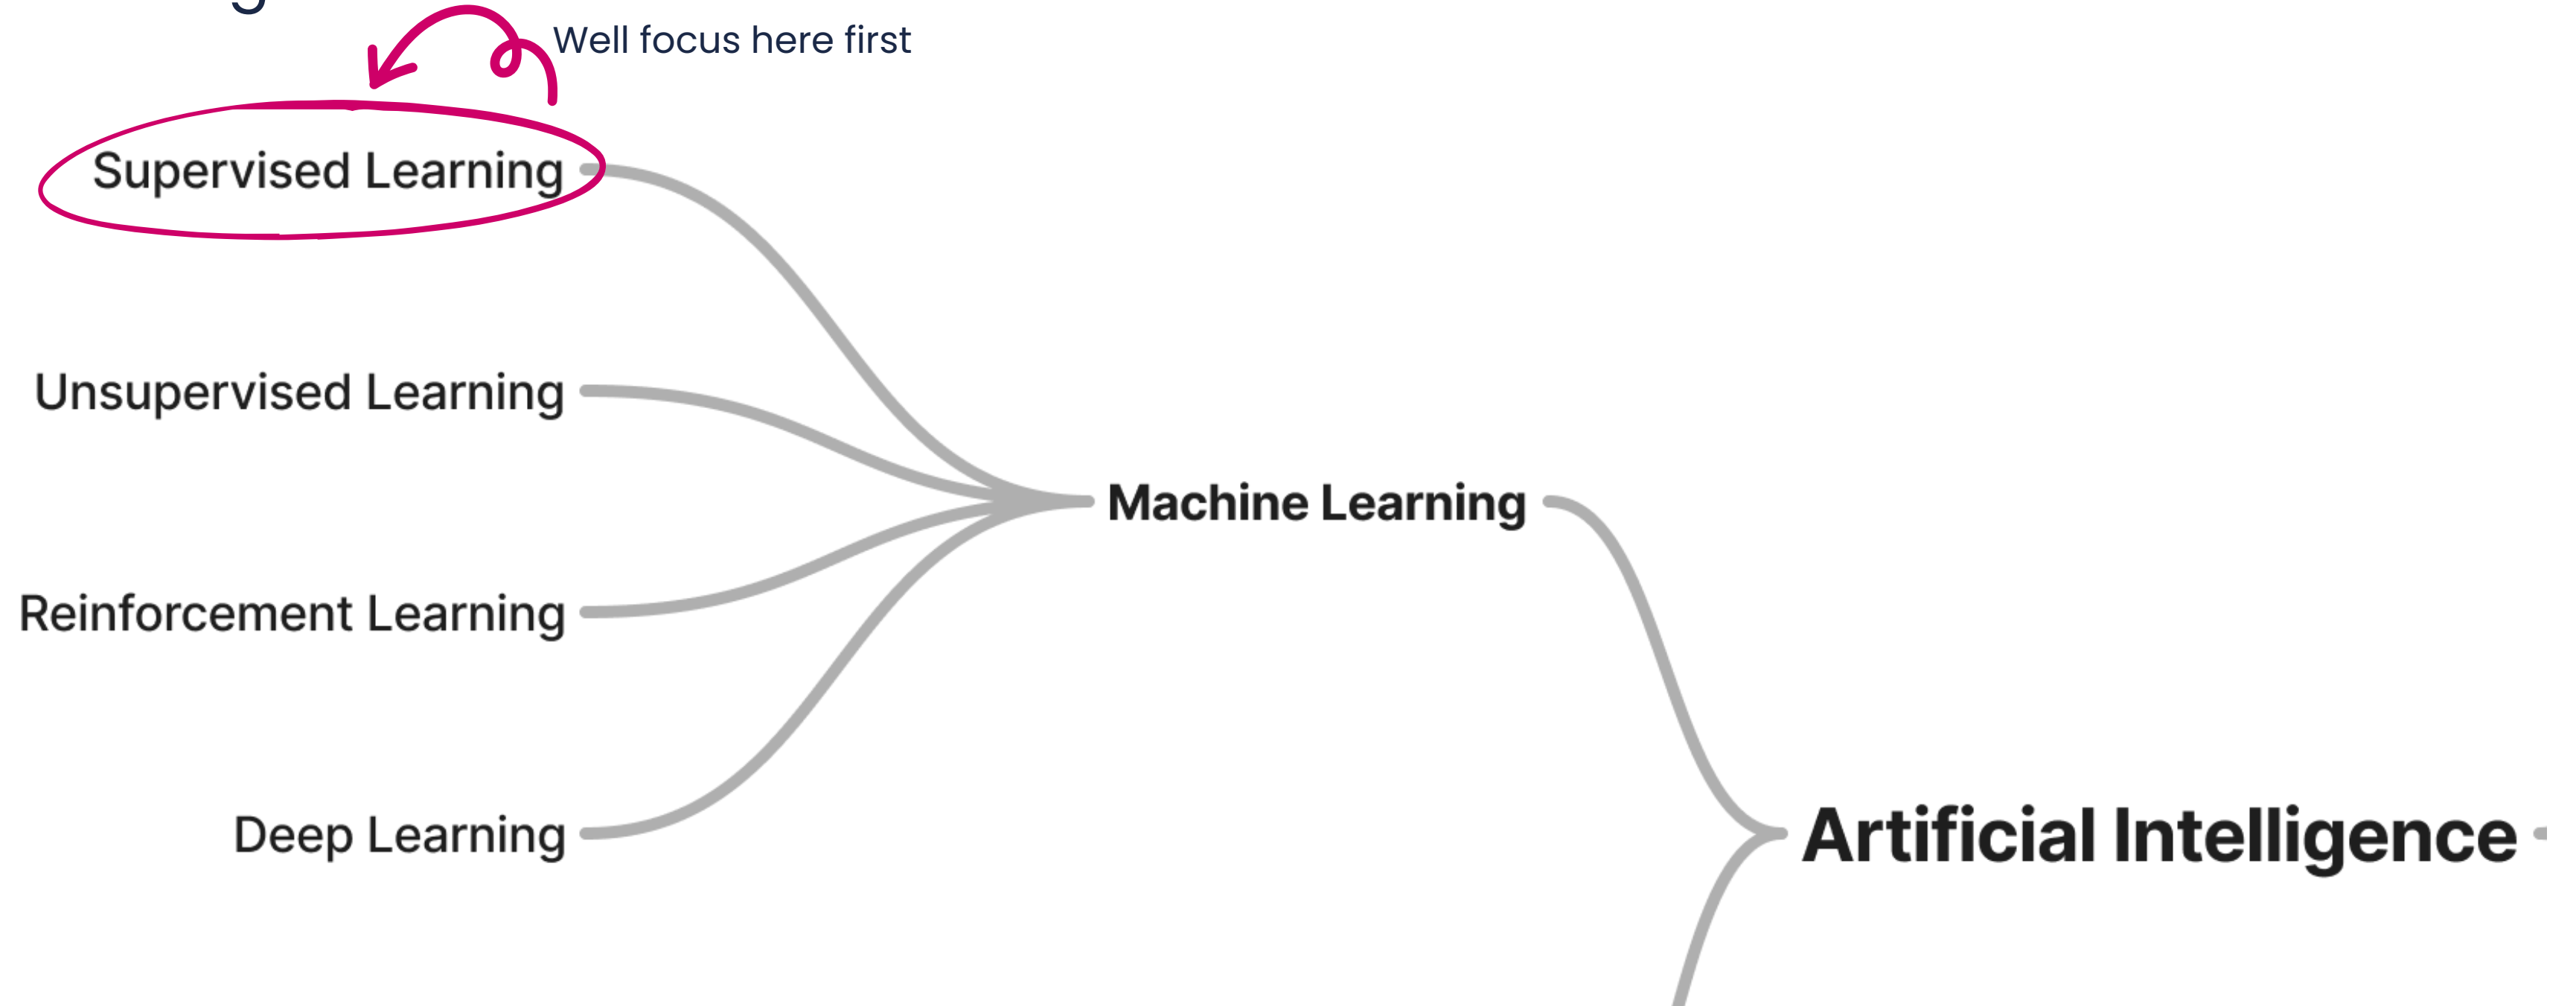 Well focus here first
Supervised Learning
Unsupervised Learning
Machine Learning
Reinforcement Learning
Deep Learning
Artificial Intelligence